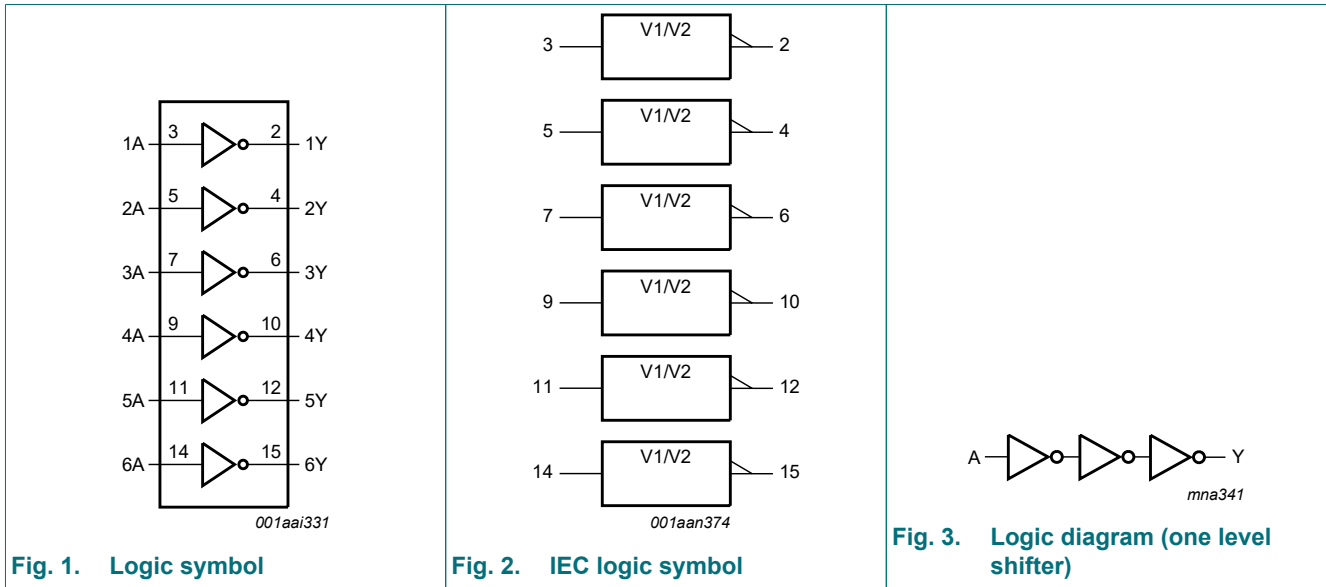 1A 3 2 1Y
2A 5 4 2Y
3A 7 6 3Y
4A 9 10 4Y
5A 11 12 5Y
6A 14 15 6Y
001aai331
Fig. 1. Logic symbol
V1/V2
3 2
V1/V2
5 4
V1/V2
7 6
V1/V2
9 10
V1/V2
11 12
V1/V2
14 15
001aan374
Fig. 2. IEC logic symbol
A Y
mna341
Fig. 3. Logic diagram (one level
shifter)